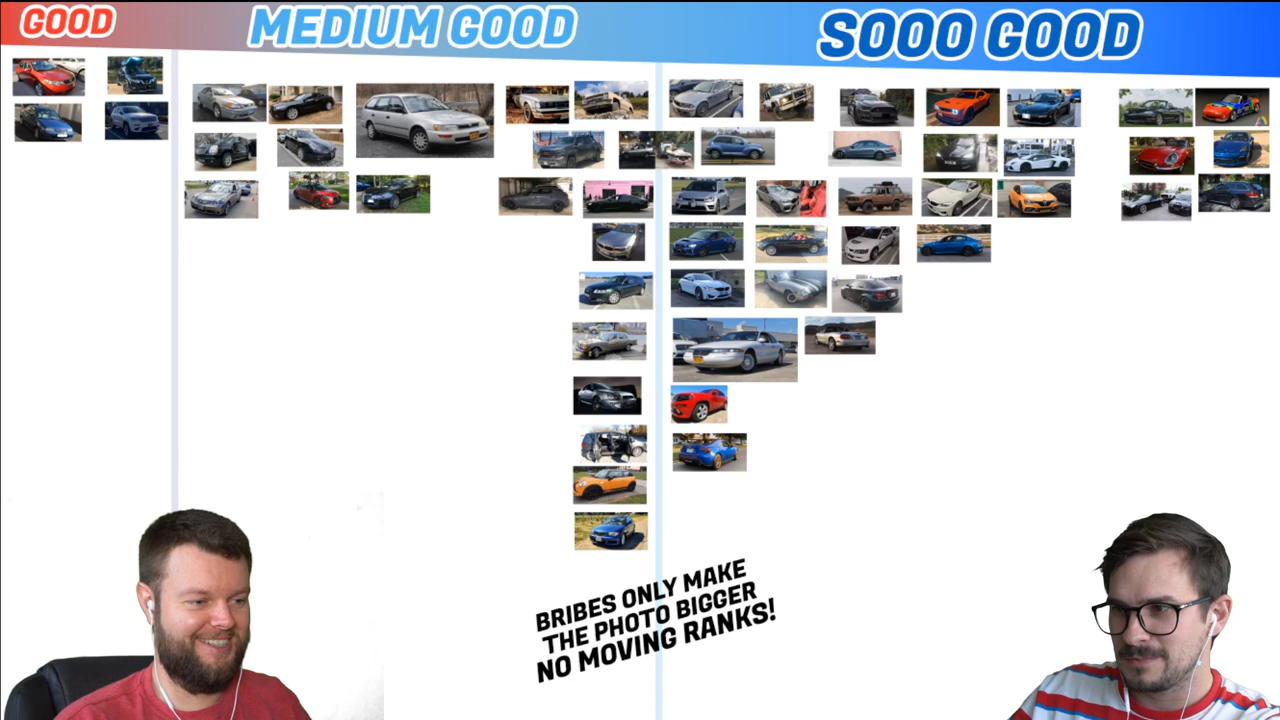 GOOD
MEDIUM GOOD
SOOO GOOD
BRIBES ONLY MAKE
THE PHOTO BIGGER
NO MOVING RANKS!